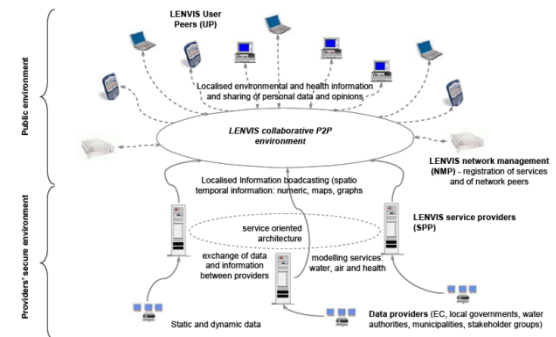 LENVIS User
Peers (UP)
Localised environmental and health information
and sharing of personal data and opinions
LENVIS collaborative P2P
environment
LENVIS network management
(NMP) - registration of services
and of network peers
Localised Information boadcasting (spatio
temporal information: numeric, maps, graphs
LENVIS service providers
(SPP)
service oriented
architecture
exchange of data
and information
between providers
modelling services:
water, air and health
Static and dynamic data
Data providers (EC, local governments, water
authorities, municipalities, stakeholder groups)
Public environment
Providers' secure environment